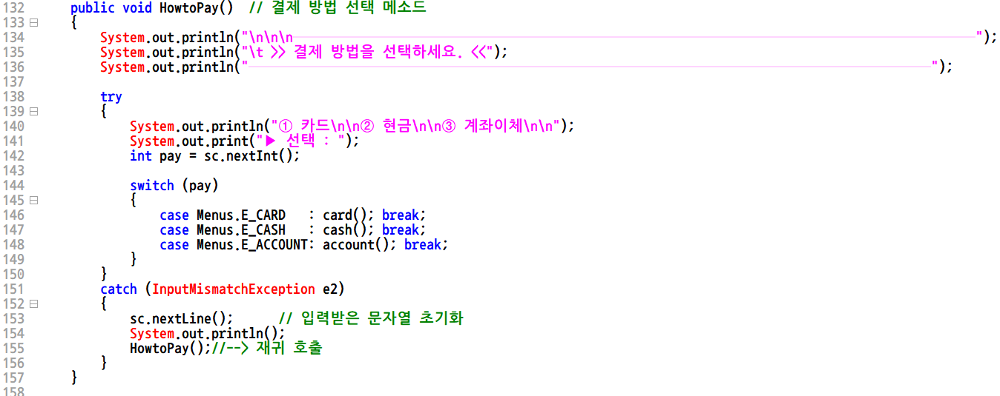 132 public void HowtoPay() // 결제 방법 선택 메소드
133 {
134 System.out.println("\n\n\n────────────────────────────────────────────────");
135 System.out.println("\t >> 결제 방법을 선택하세요. <<");
136 System.out.println("────────────────────────────────────────────────");
137
138 try
139 {
140 System.out.println("① 카드\n\n② 현금\n\n③ 계좌이체\n\n");
141 System.out.print("▶ 선택 : ");
142 int pay = sc.nextInt();
143
144 switch (pay)
145 {
146 case Menus.E_CARD : card(); break;
147 case Menus.E_CASH : cash(); break;
148 case Menus.E_ACCOUNT: account(); break;
149 }
150 }
151 catch (InputMismatchException e2)
152 {
153 sc.nextLine(); // 입력받은 문자열 초기화
154 System.out.println();
155 HowtoPay();//--> 재귀 호출
156 }
157 }
158